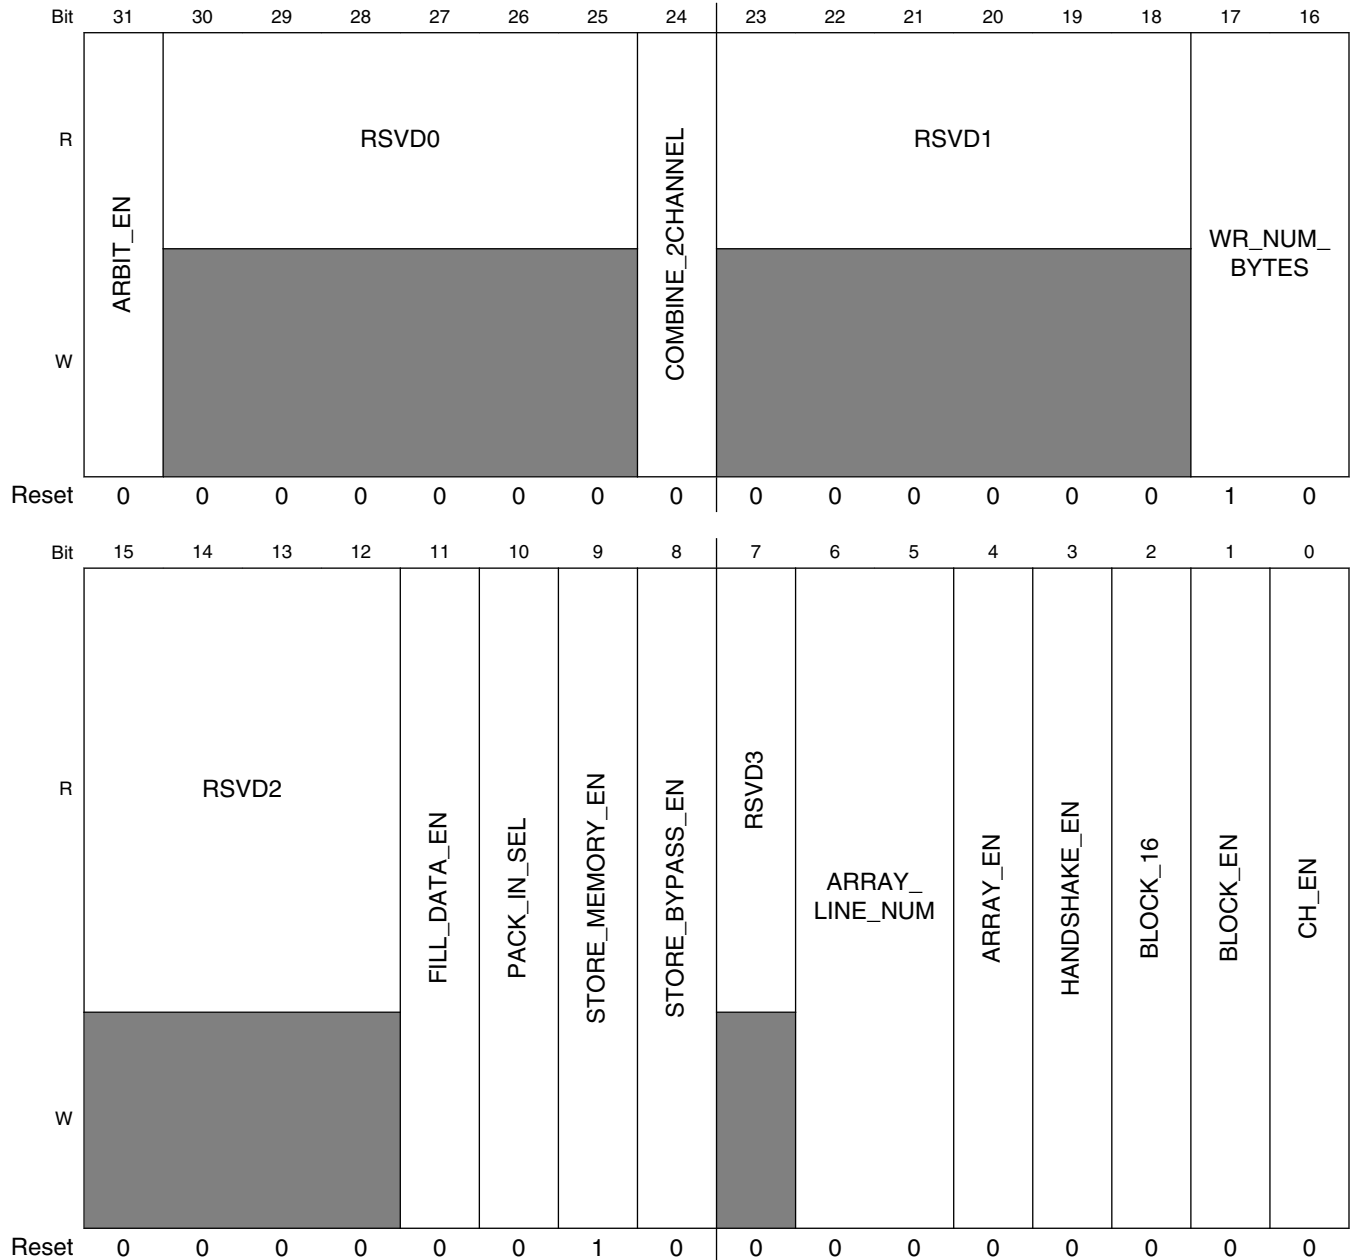 Bit 31 30 29 28 27 26 25 24 23 22 21 20 19 18 17 16
R
W
ARBIT_EN
RSVD0
COMBINE_2CHANNEL
RSVD1
WR_NUM_
BYTES
Reset 0 0 0 0 0 0 0 0 0 0 0 0 0 0 1 0
Bit 15 14 13 12 11 10 9 8 7 6 5 4 3 2 1 0
R
W
RSVD2
FILL_DATA_EN
PACK_IN_SEL
STORE_MEMORY_EN
STORE_BYPASS_EN
RSVD3
ARRAY_
LINE_NUM
ARRAY_EN
HANDSHAKE_EN
BLOCK_16
BLOCK_EN
CH_EN
Reset 0 0 0 0 0 0 1 0 0 0 0 0 0 0 0 0